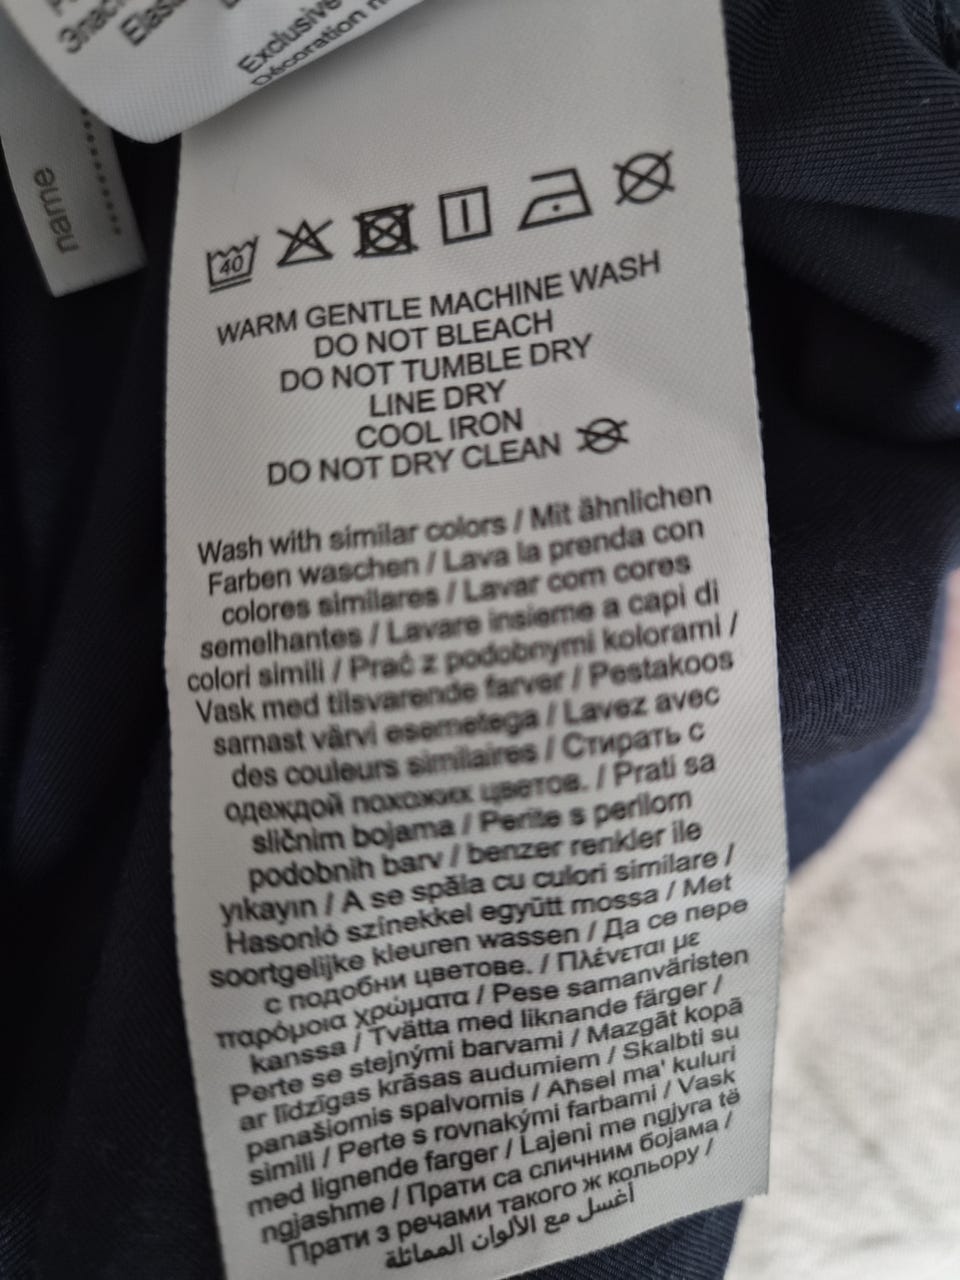 Elas
Exclusive
Décoration n
name
40
WARM GENTLE MACHINE WASH
DO NOT BLEACH
DO NOT TUMBLE DRY
LINE DRY
COOL IRON
DO NOT DRY CLEAN
Wash with similar colors / Mit ähnlichen
Farben waschen / Lava la prenda con
colores similares / Lavar com cores
semelhantes / Lavare insieme a capi di
colori simili / Prać z podobnymi kolorami /
Vask med tilsvarende farver / Pestakoos
samast värvi esemetega / Lavez avec
des couleurs similaires / Стирать с
одеждой похожих цветов. / Prati sa
sličnim bojama / Perite s perilom
podobnih barv / benzer renkler ile
yıkayın / A se spăla cu culori similare /
Hasonló színekkel együtt mossa / Met
soortgelijke kleuren wassen / Да се пере
с подобни цветове. / Πλένεται με
παρόμοια χρώματα / Pese samanväristen
kanssa / Tvätta med liknande färger /
Perte se stejnými barvami / Mazgāt kopā
ar līdzīgas krāsas audumiem / Skalbti su
panašiomis spalvomis / Aħsel ma' kuluri
simili / Perte s rovnakými farbami / Vask
med lignende farger / Lajeni me ngjyra të
ngjashme / Прати са сличним бојама /
Прати з речами такого ж кольору /
أغسل مع الألوان المماثلة